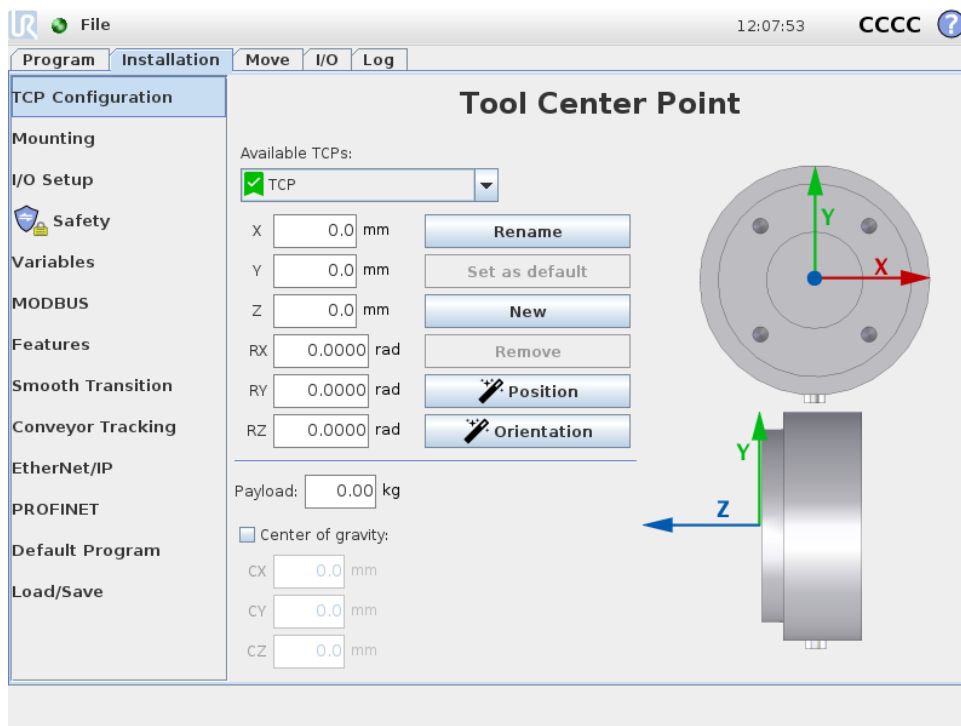 UR File 12:07:53 CCCC ?
Program Installation Move I/O Log
TCP Configuration
Mounting
I/O Setup
Safety
Variables
MODBUS
Features
Smooth Transition
Conveyor Tracking
EtherNet/IP
PROFINET
Default Program
Load/Save
Tool Center Point
Available TCPs:
TCP
X 0.0 mm Rename
Y 0.0 mm Set as default
Z 0.0 mm New
RX 0.0000 rad Remove
RY 0.0000 rad Position
RZ 0.0000 rad Orientation
Payload: 0.00 kg
Center of gravity:
CX 0.0 mm
CY 0.0 mm
CZ 0.0 mm
Y
X
Y
Z